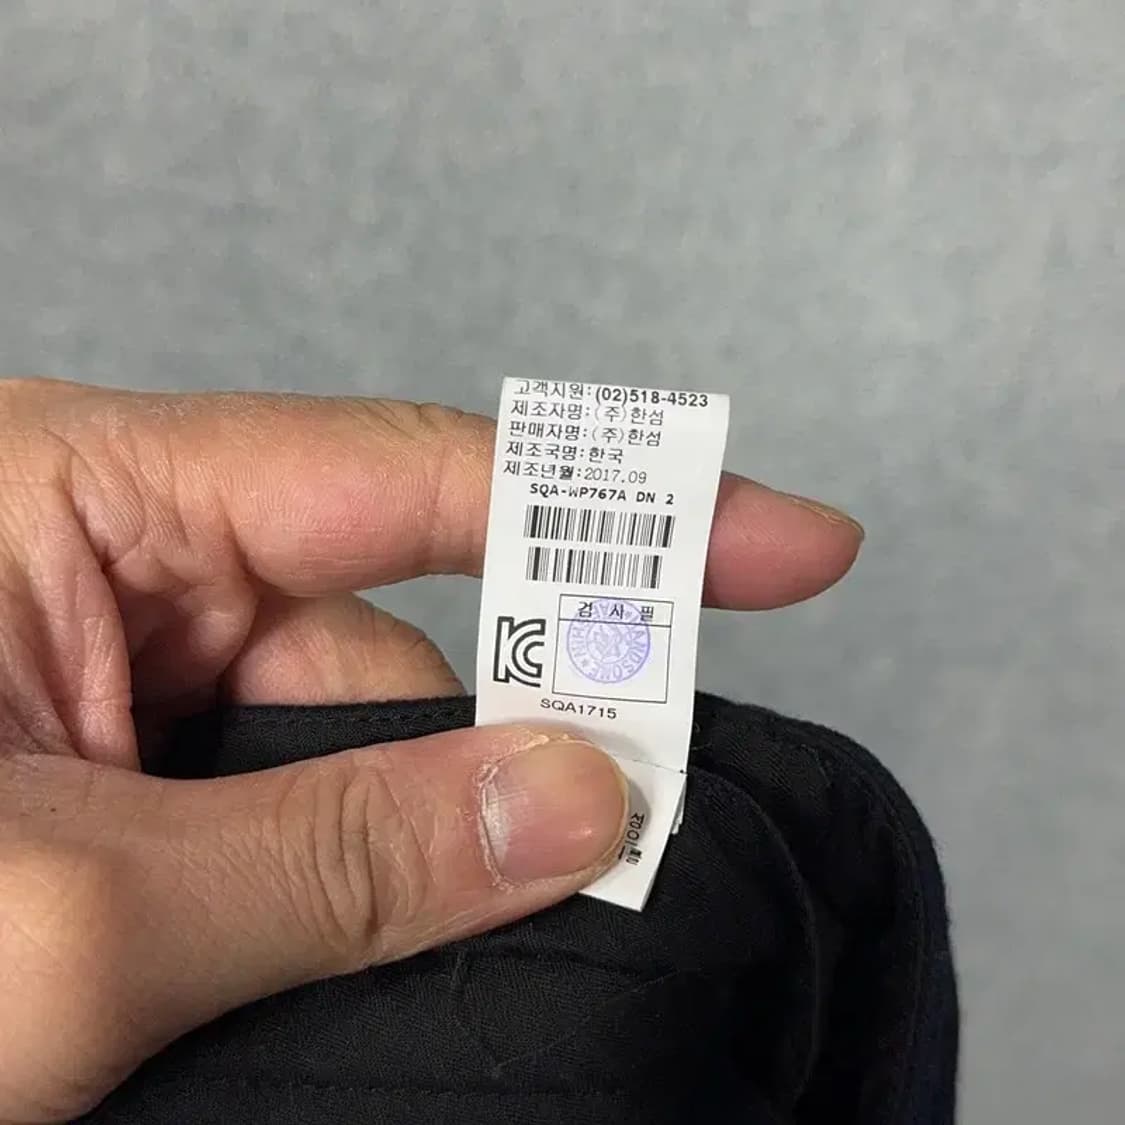 고객지원:(02)518-4523
제조자명:(주)한섬
판매자명:(주)한섬
제조국명:한국
제조년월:2017.09
SQA-WP767A DN 2
검 사 필
HANDSOME
KC
SQA1715